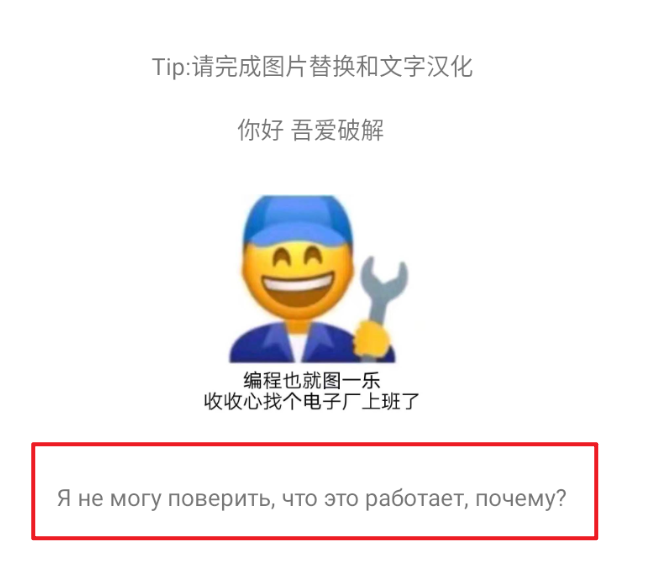 Tip:请完成图片替换和文字汉化
你好 吾爱破解
编程也就图一乐
收收心找个电子厂上班了
Я не могу поверить, что это работает, почему?